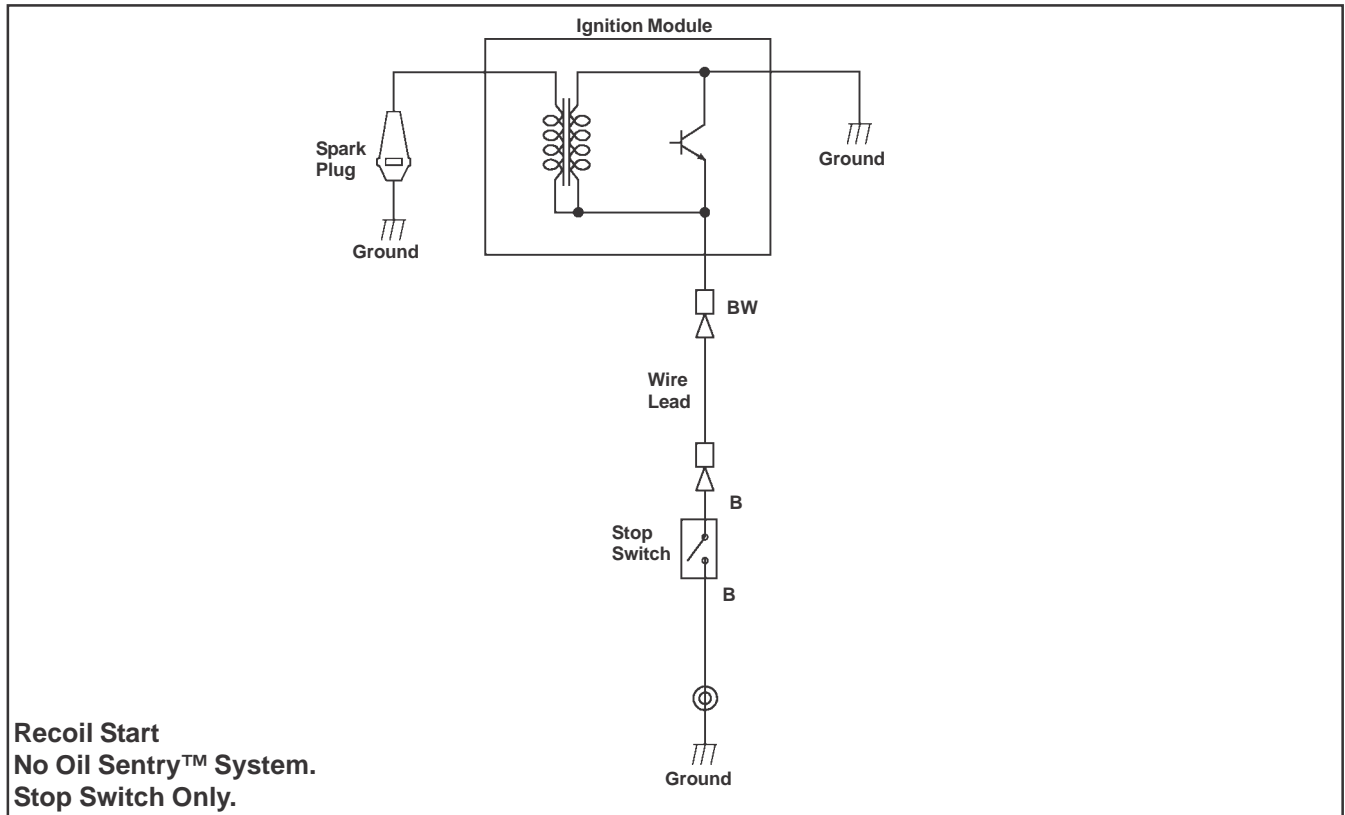 Ignition Module
Spark
Plug
Ground
Ground
BW
Wire
Lead
B
Stop
Switch
B
Ground
Recoil Start
No Oil Sentry™ System.
Stop Switch Only.